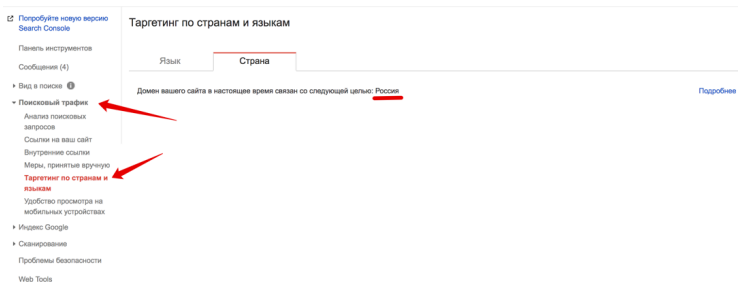 Попробуйте новую версию
Search Console
Панель инструментов
Сообщения (4)
Вид в поиске
Поисковый трафик
Анализ поисковых
запросов
Ссылки на ваш сайт
Внутренние ссылки
Меры, принятые вручную
Таргетинг по странам и
языкам
Удобство просмотра на
мобильных устройствах
Индекс Google
Сканирование
Проблемы безопасности
Web Tools
Таргетинг по странам и языкам
Язык Страна
Домен вашего сайта в настоящее время связан со следующей целью: Россия Подробнее